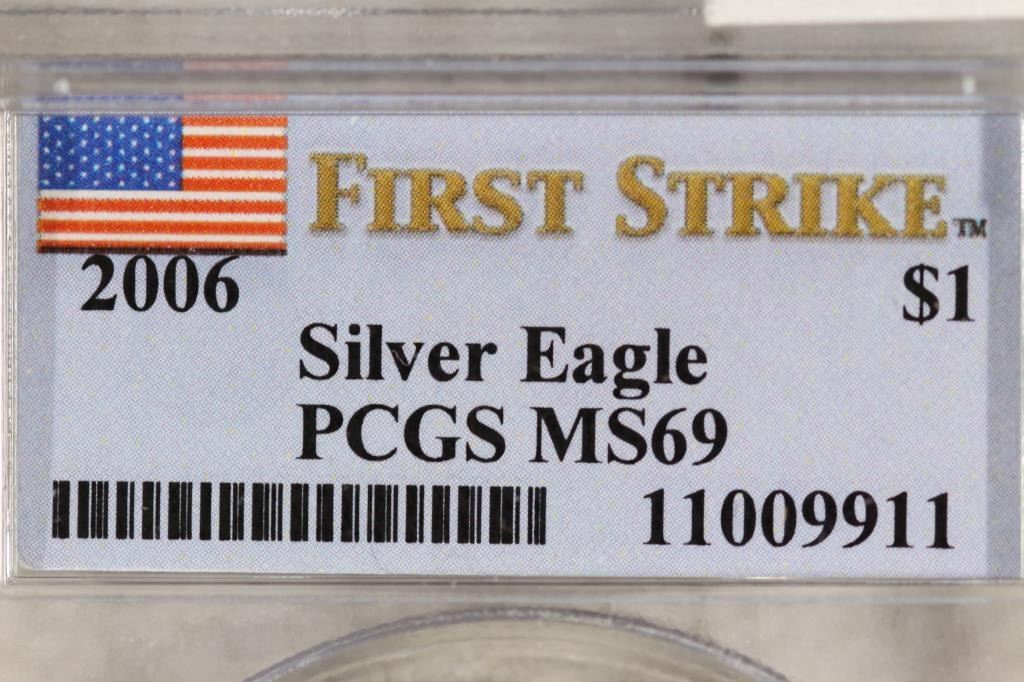 FIRST STRIKE™
2006 $1
Silver Eagle
PCGS MS69
11009911